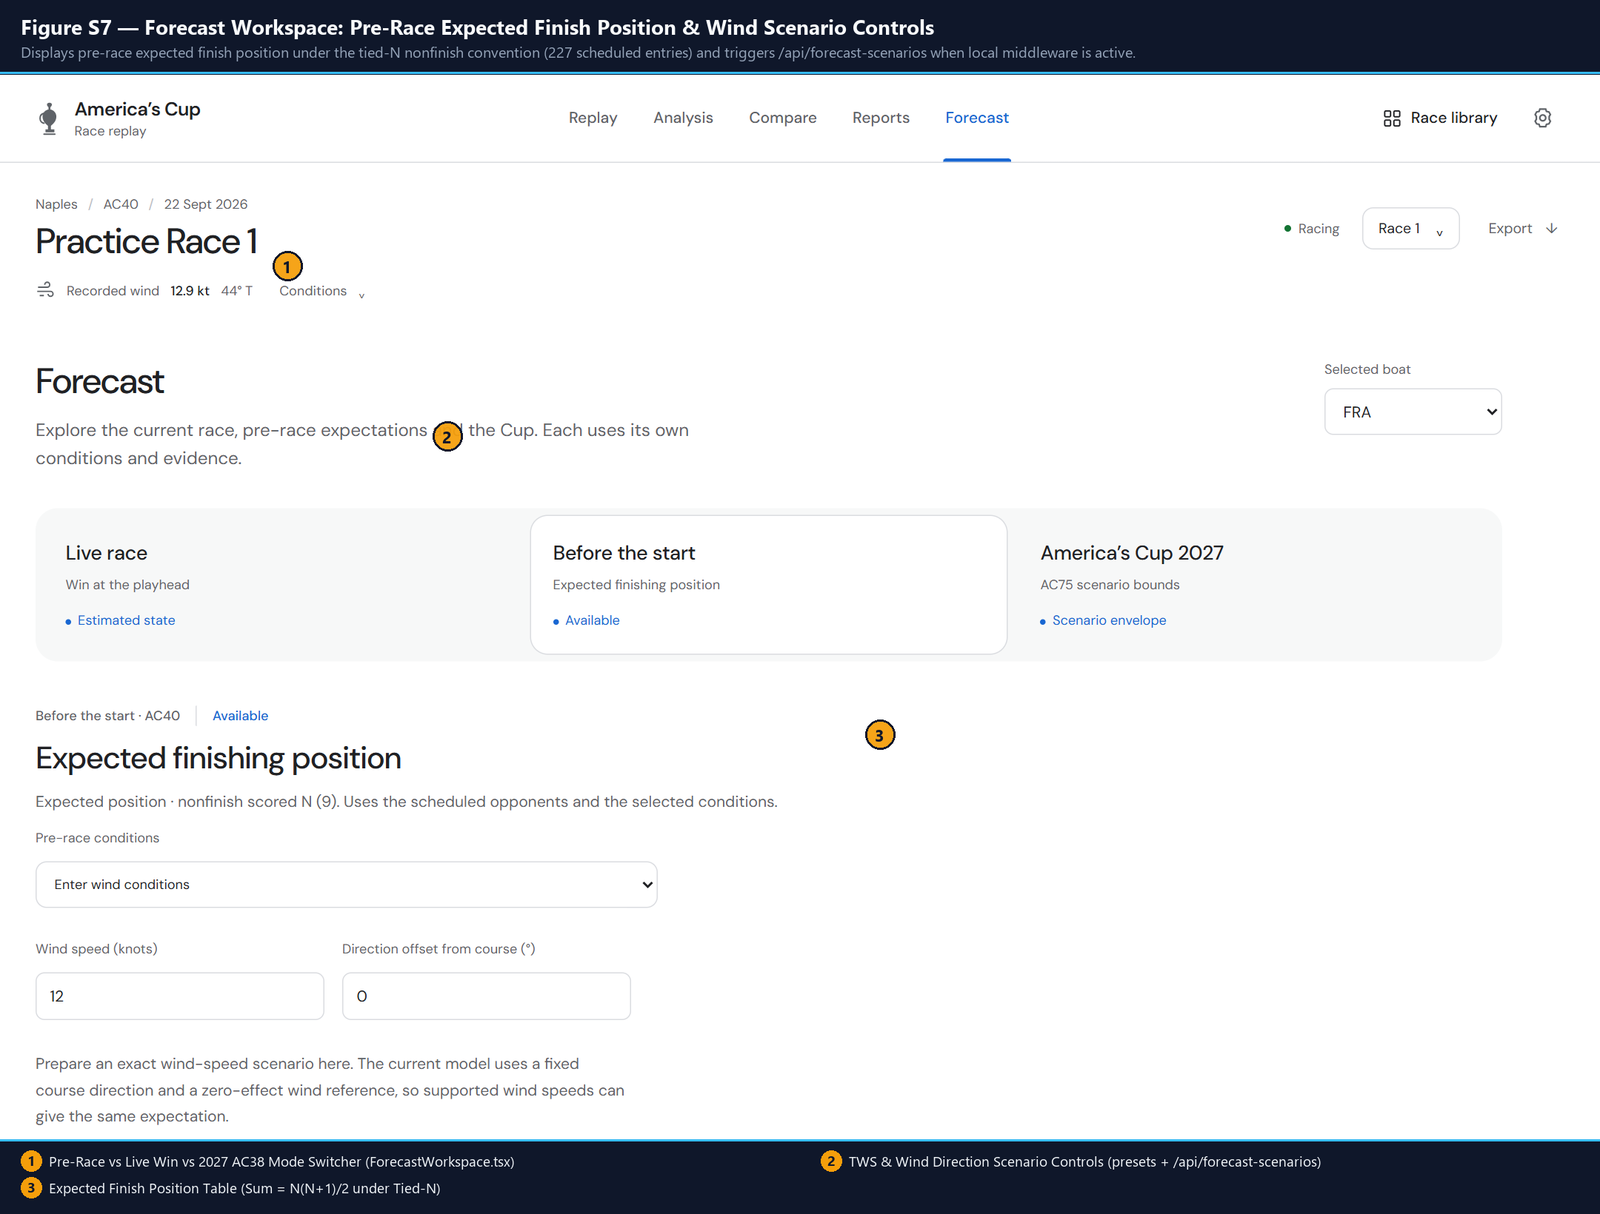 Figure S7 — Forecast Workspace: Pre-Race Expected Finish Position & Wind Scenario Controls
Displays pre-race expected finish position under the tied-N nonfinish convention (227 scheduled entries) and triggers /api/forecast-scenarios when local middleware is active.
America’s Cup
Race replay
Replay Analysis Compare Reports Forecast
Race library
Naples / AC40 / 22 Sept 2026
Practice Race 1
Racing Race 1 Export
1
Recorded wind 12.9 kt 44° T Conditions
Forecast
Selected boat
FRA
Explore the current race, pre-race expectations 2 the Cup. Each uses its own
conditions and evidence.
Live race
Win at the playhead
Estimated state
Before the start
Expected finishing position
Available
America’s Cup 2027
AC75 scenario bounds
Scenario envelope
Before the start · AC40 Available
3
Expected finishing position
Expected position · nonfinish scored N (9). Uses the scheduled opponents and the selected conditions.
Pre-race conditions
Enter wind conditions
Wind speed (knots) Direction offset from course (°)
12 0
Prepare an exact wind-speed scenario here. The current model uses a fixed
course direction and a zero-effect wind reference, so supported wind speeds can
give the same expectation.
1 Pre-Race vs Live Win vs 2027 AC38 Mode Switcher (ForecastWorkspace.tsx)
2 TWS & Wind Direction Scenario Controls (presets + /api/forecast-scenarios)
3 Expected Finish Position Table (Sum = N(N+1)/2 under Tied-N)